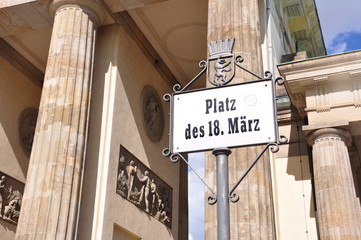 Platz
des 18. März